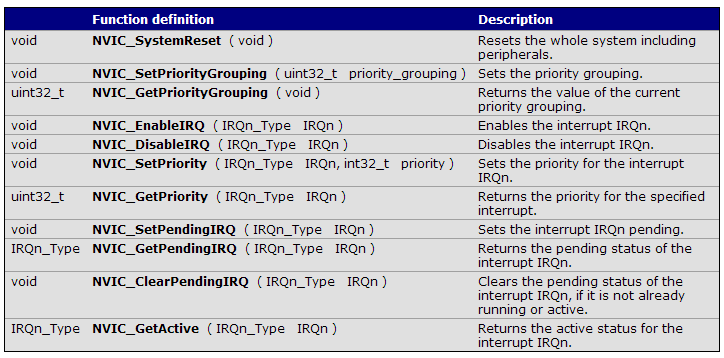 Function definition Description
void NVIC_SystemReset ( void ) Resets the whole system including
peripherals.
void NVIC_SetPriorityGrouping ( uint32_t priority_grouping ) Sets the priority grouping.
uint32_t NVIC_GetPriorityGrouping ( void ) Returns the value of the current
priority grouping.
void NVIC_EnableIRQ ( IRQn_Type IRQn ) Enables the interrupt IRQn.
void NVIC_DisableIRQ ( IRQn_Type IRQn ) Disables the interrupt IRQn.
void NVIC_SetPriority ( IRQn_Type IRQn, int32_t priority ) Sets the priority for the interrupt
IRQn.
uint32_t NVIC_GetPriority ( IRQn_Type IRQn ) Returns the priority for the specified
interrupt.
void NVIC_SetPendingIRQ ( IRQn_Type IRQn ) Sets the interrupt IRQn pending.
IRQn_Type NVIC_GetPendingIRQ ( IRQn_Type IRQn ) Returns the pending status of the
interrupt IRQn.
void NVIC_ClearPendingIRQ ( IRQn_Type IRQn ) Clears the pending status of the
interrupt IRQn, if it is not already
running or active.
IRQn_Type NVIC_GetActive ( IRQn_Type IRQn ) Returns the active status for the
interrupt IRQn.